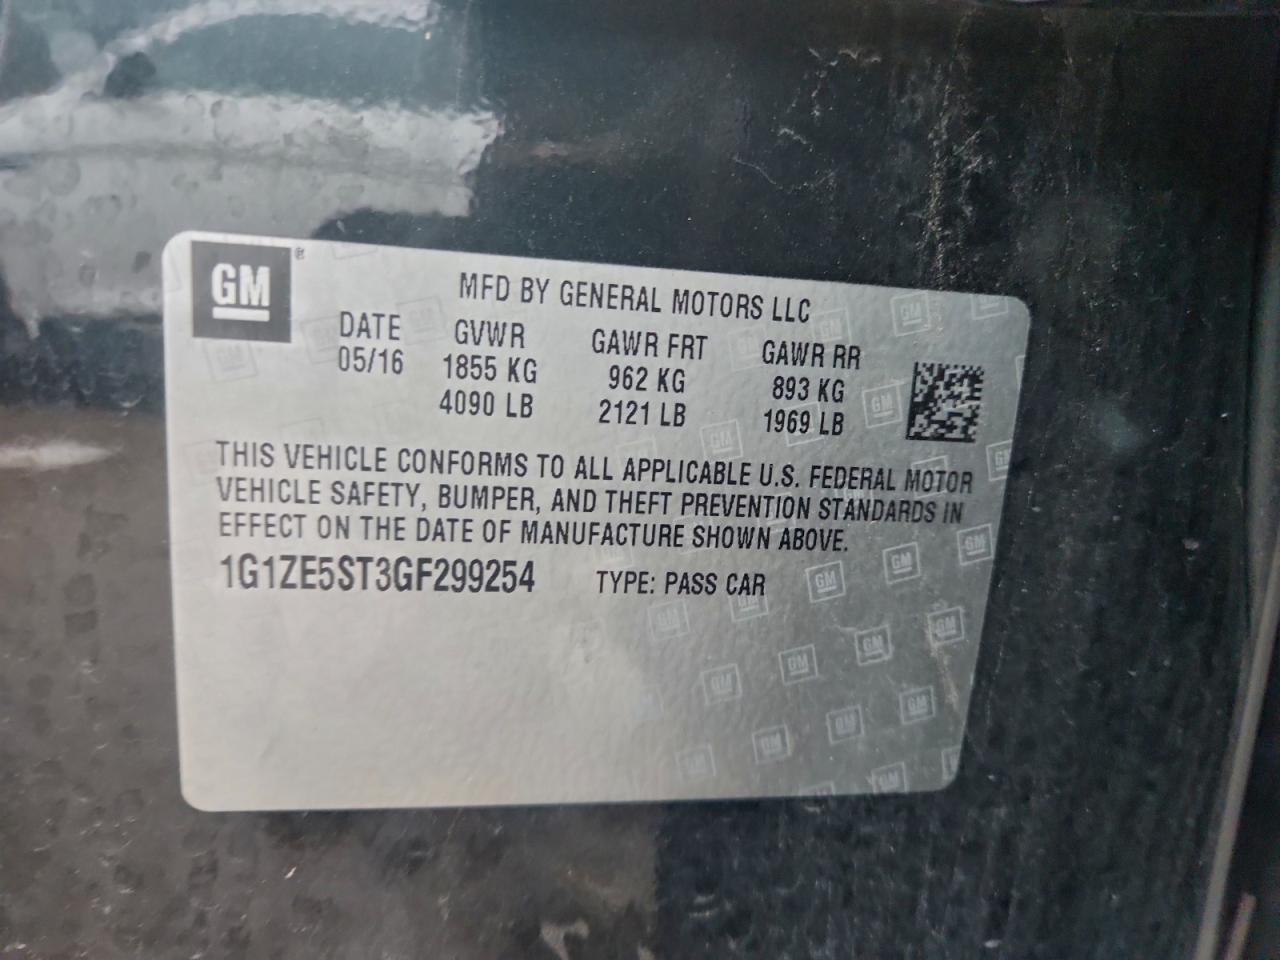 GM ®
MFD BY GENERAL MOTORS LLC
DATE GVWR GAWR FRT GAWR RR
05/16 1855 KG 962 KG 893 KG
4090 LB 2121 LB 1969 LB
THIS VEHICLE CONFORMS TO ALL APPLICABLE U.S. FEDERAL MOTOR
VEHICLE SAFETY, BUMPER, AND THEFT PREVENTION STANDARDS IN
EFFECT ON THE DATE OF MANUFACTURE SHOWN ABOVE.
1G1ZE5ST3GF299254 TYPE: PASS CAR